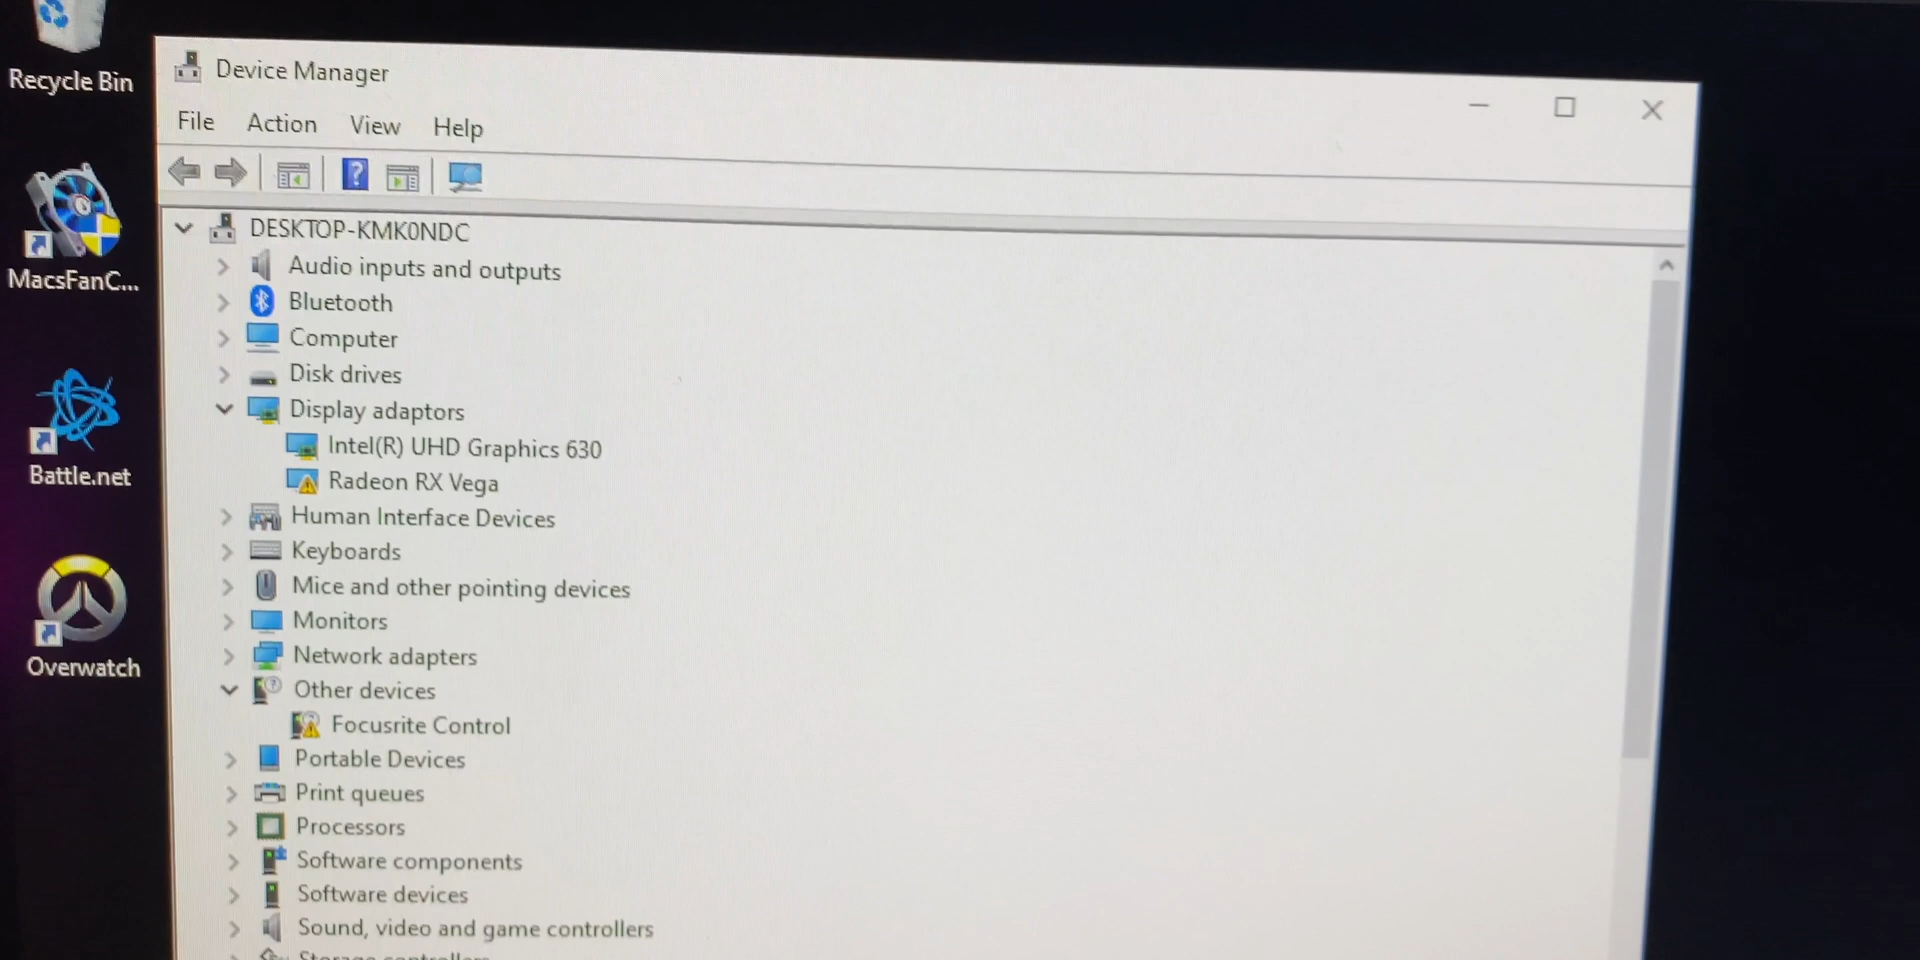 Recycle Bin
MacsFanC...
Battle.net
Overwatch
Device Manager
File Action View Help
DESKTOP-KMK0NDC
Audio inputs and outputs
Bluetooth
Computer
Disk drives
Display adaptors
Intel(R) UHD Graphics 630
Radeon RX Vega
Human Interface Devices
Keyboards
Mice and other pointing devices
Monitors
Network adapters
Other devices
Focusrite Control
Portable Devices
Print queues
Processors
Software components
Software devices
Sound, video and game controllers
Storage controllers